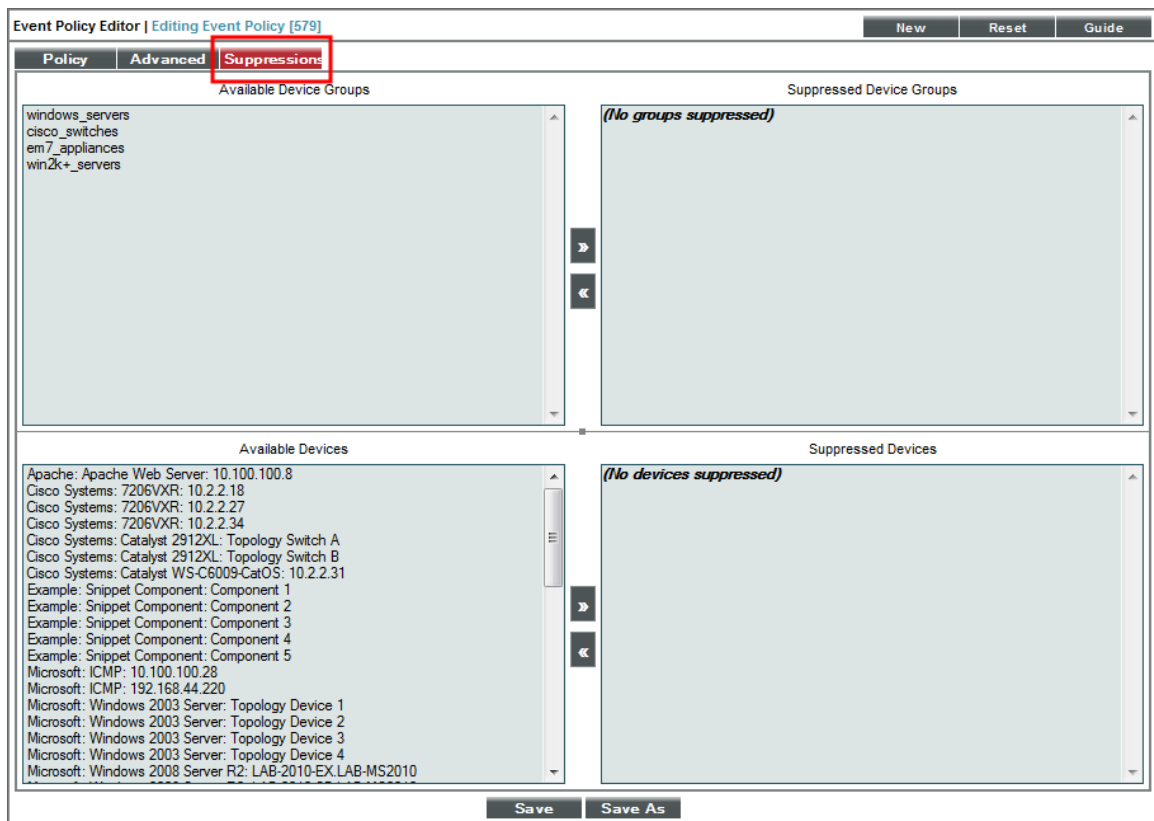 Event Policy Editor | Editing Event Policy [579]
New
Reset
Guide
Policy
Advanced
Suppressions
Available Device Groups
Suppressed Device Groups
windows_servers
cisco_switches
em7_appliances
win2k+_servers
(No groups suppressed)
»
«
Available Devices
Suppressed Devices
Apache: Apache Web Server: 10.100.100.8
Cisco Systems: 7206VXR: 10.2.2.18
Cisco Systems: 7206VXR: 10.2.2.27
Cisco Systems: 7206VXR: 10.2.2.34
Cisco Systems: Catalyst 2912XL: Topology Switch A
Cisco Systems: Catalyst 2912XL: Topology Switch B
Cisco Systems: Catalyst WS-C6009-CatOS: 10.2.2.31
Example: Snippet Component: Component 1
Example: Snippet Component: Component 2
Example: Snippet Component: Component 3
Example: Snippet Component: Component 4
Example: Snippet Component: Component 5
Microsoft: ICMP: 10.100.100.28
Microsoft: ICMP: 192.168.44.220
Microsoft: Windows 2003 Server: Topology Device 1
Microsoft: Windows 2003 Server: Topology Device 2
Microsoft: Windows 2003 Server: Topology Device 3
Microsoft: Windows 2003 Server: Topology Device 4
Microsoft: Windows 2008 Server R2: LAB-2010-EX.LAB-MS2010
(No devices suppressed)
»
«
Save
Save As